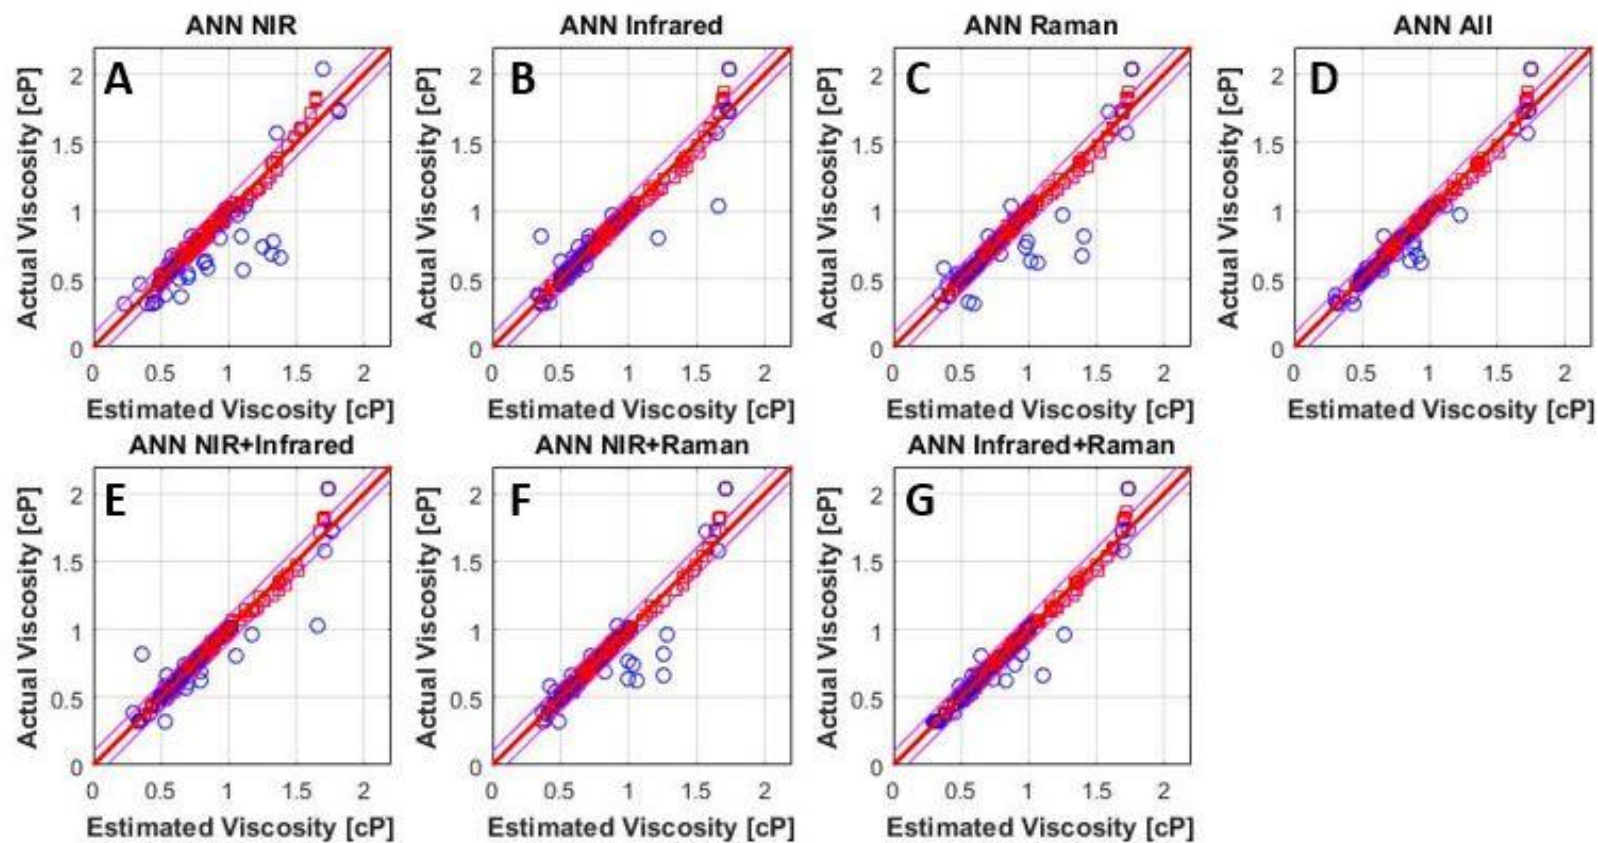 ANN NIR
ANN Infrared
ANN Raman
ANN All
A
B
C
D
Actual Viscosity [cP]
Actual Viscosity [cP]
Actual Viscosity [cP]
Actual Viscosity [cP]
2
1.5
1
0.5
0
2
1.5
1
0.5
0
2
1.5
1
0.5
0
2
1.5
1
0.5
0
0 0.5 1 1.5 2
0 0.5 1 1.5 2
0 0.5 1 1.5 2
0 0.5 1 1.5 2
Estimated Viscosity [cP]
Estimated Viscosity [cP]
Estimated Viscosity [cP]
Estimated Viscosity [cP]
ANN NIR+Infrared
ANN NIR+Raman
ANN Infrared+Raman
E
F
G
Actual Viscosity [cP]
Actual Viscosity [cP]
Actual Viscosity [cP]
2
1.5
1
0.5
0
2
1.5
1
0.5
0
2
1.5
1
0.5
0
0 0.5 1 1.5 2
0 0.5 1 1.5 2
0 0.5 1 1.5 2
Estimated Viscosity [cP]
Estimated Viscosity [cP]
Estimated Viscosity [cP]